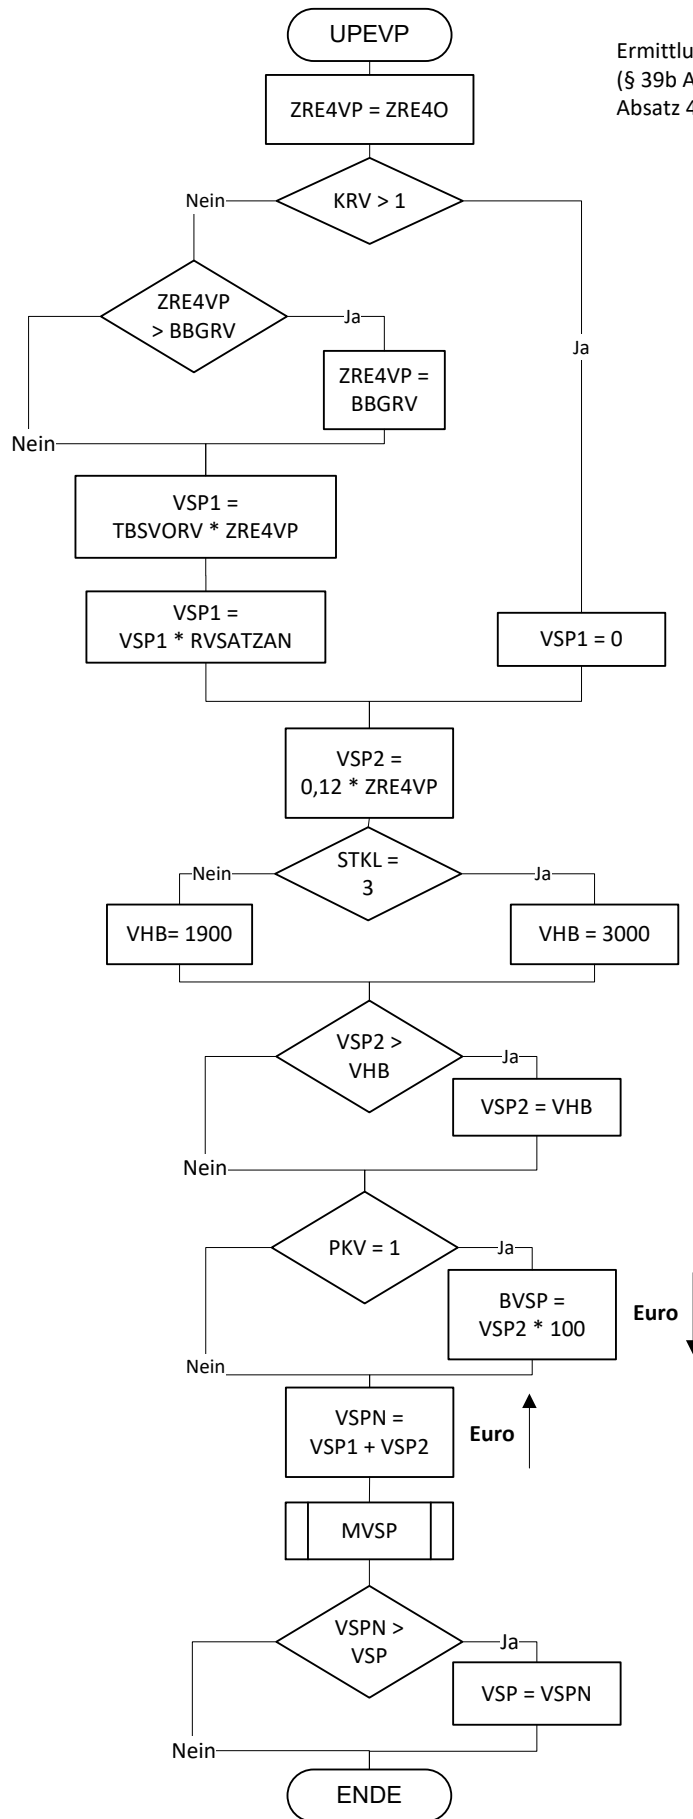 UPEVP
Ermittlu
(§ 39b A
Absatz 4
ZRE4VP = ZRE4O
KRV > 1
Nein
Ja
ZRE4VP
> BBGRV
Ja
ZRE4VP =
BBGRV
Nein
VSP1 =
TBSVORV * ZRE4VP
VSP1 =
VSP1 * RVSATZAN
VSP1 = 0
VSP2 =
0,12 * ZRE4VP
STKL =
3
Nein
Ja
VHB= 1900
VHB = 3000
VSP2 >
VHB
Ja
VSP2 = VHB
Nein
PKV = 1
Ja
BVSP =
VSP2 * 100
Euro
Nein
VSPN =
VSP1 + VSP2
Euro
MVSP
VSPN >
VSP
Ja
VSP = VSPN
Nein
ENDE